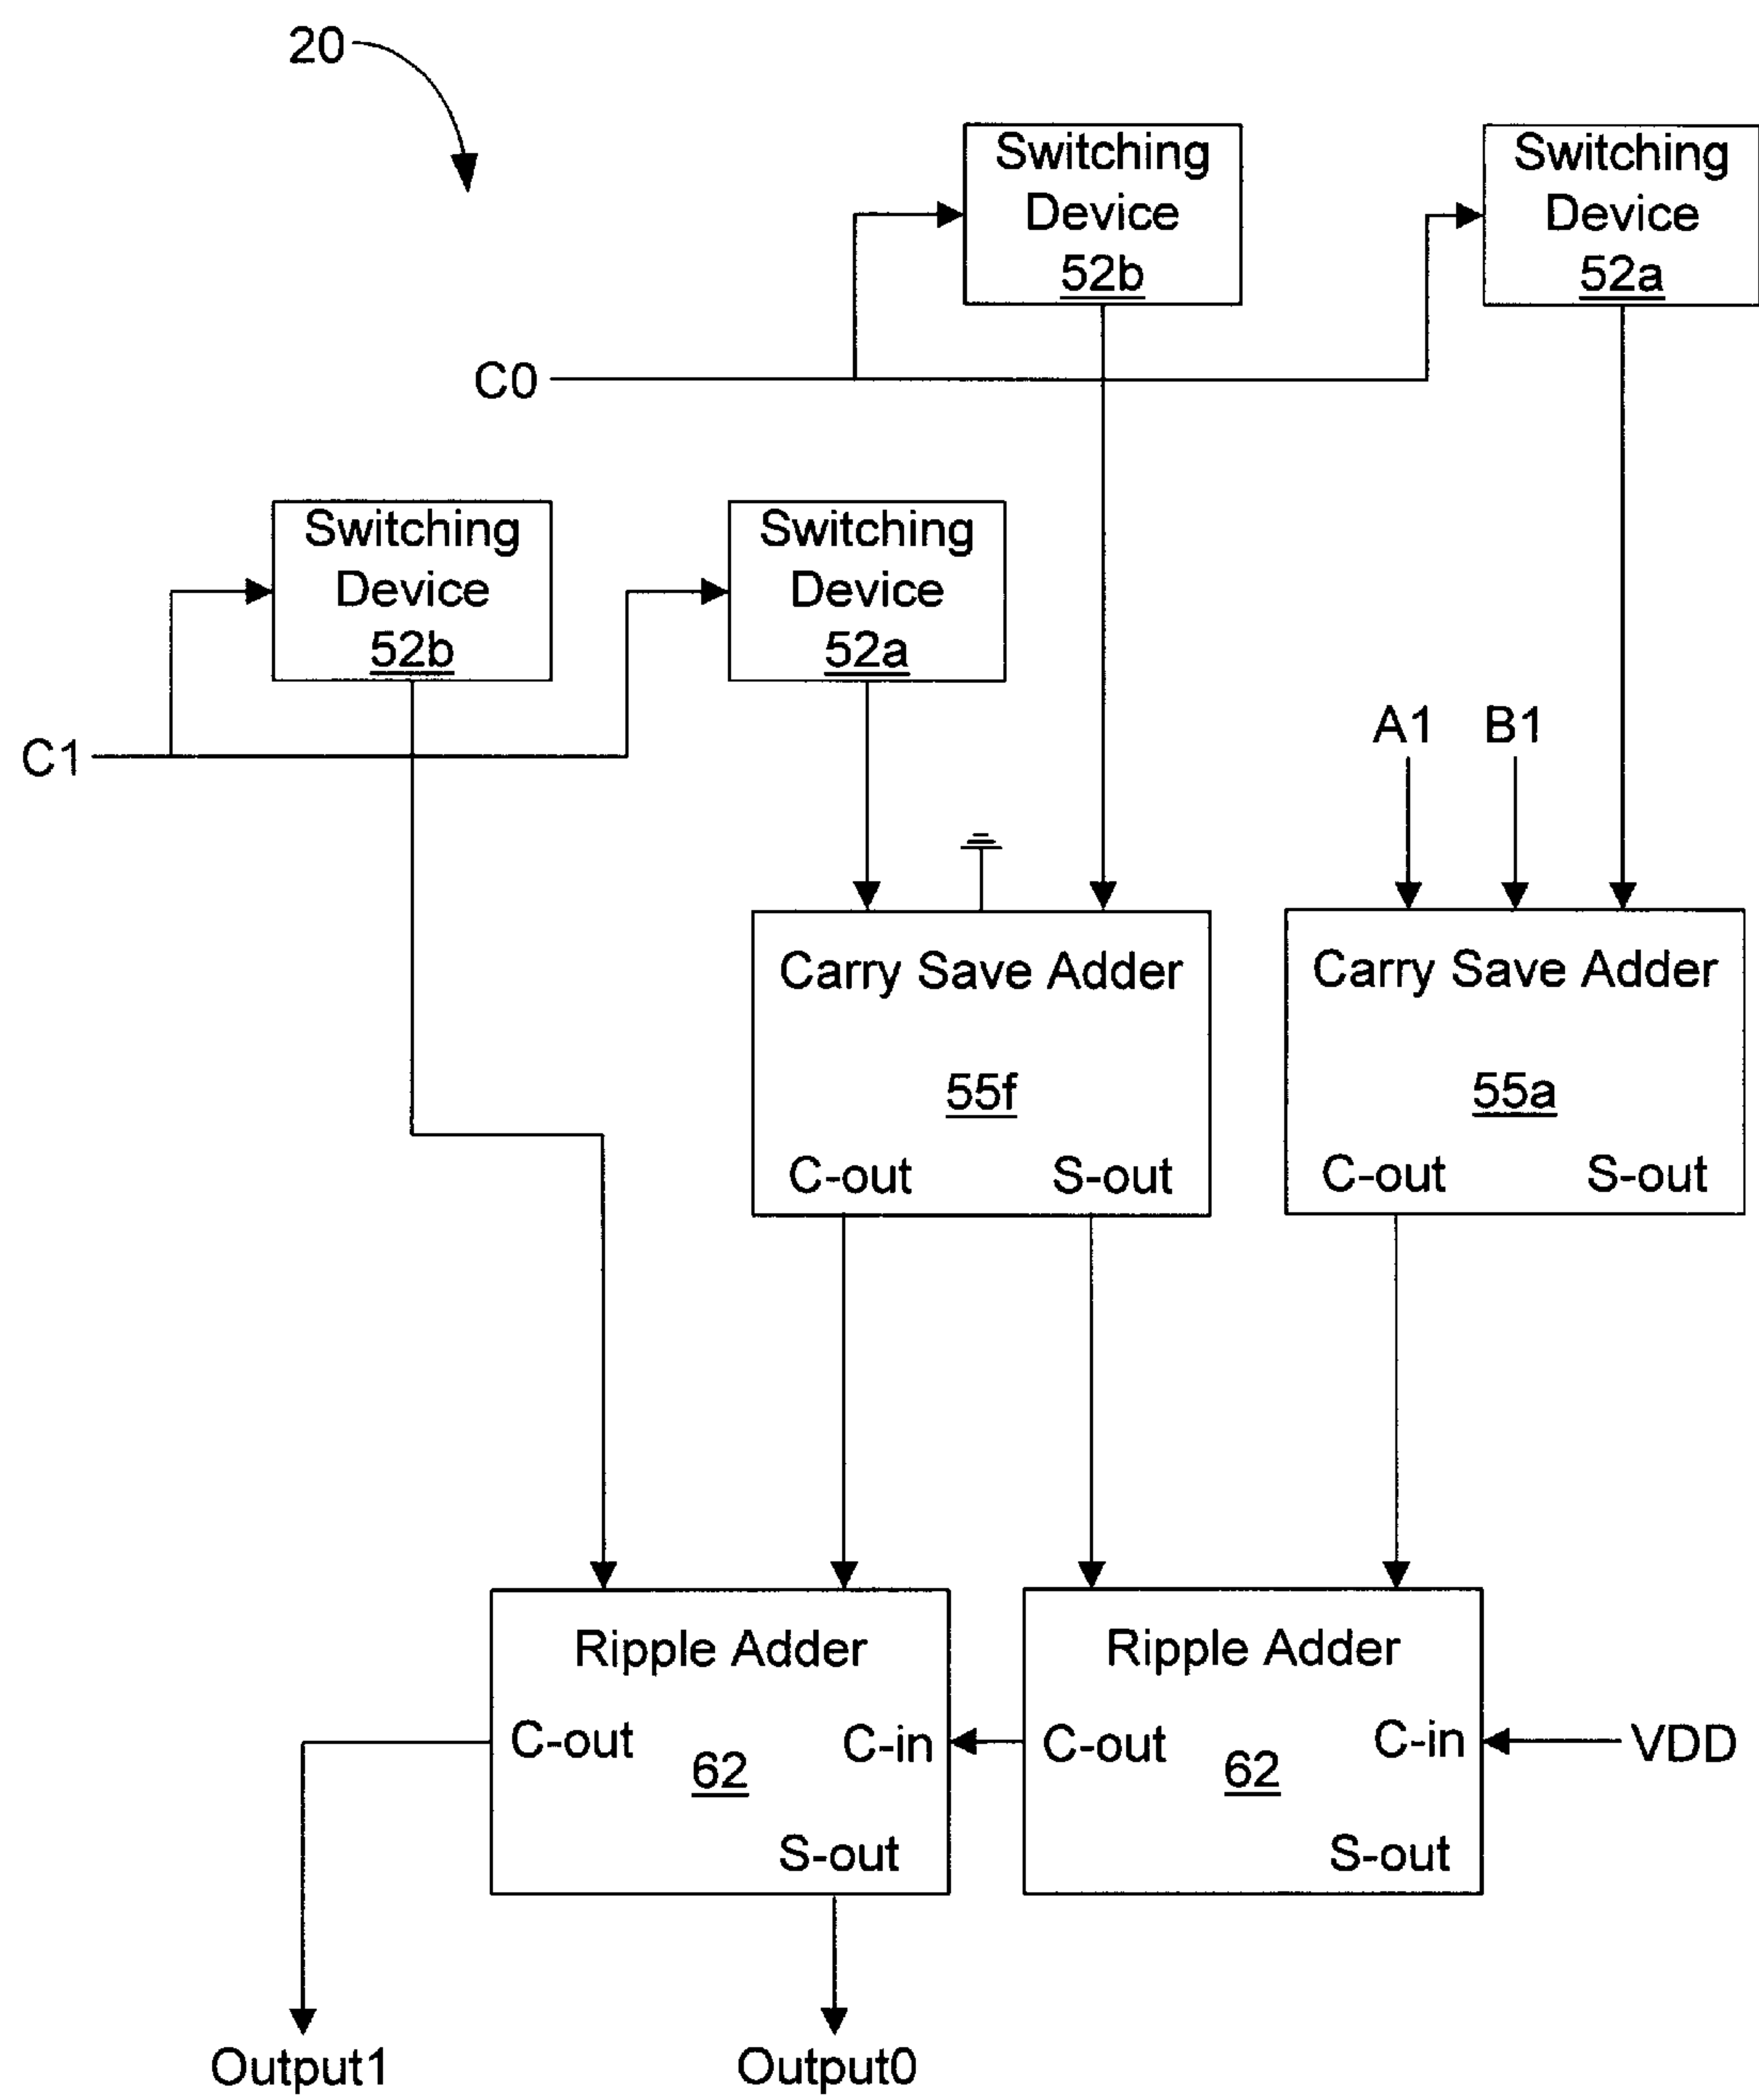 20
Switching
Device
52b
Switching
Device
52a
C0
Switching
Device
52b
Switching
Device
52a
C1
A1
B1
Carry Save Adder
55f
C-out
S-out
Carry Save Adder
55a
C-out
S-out
Ripple Adder
C-out
C-in
62
S-out
Ripple Adder
C-out
C-in
62
S-out
VDD
Output1
Output0